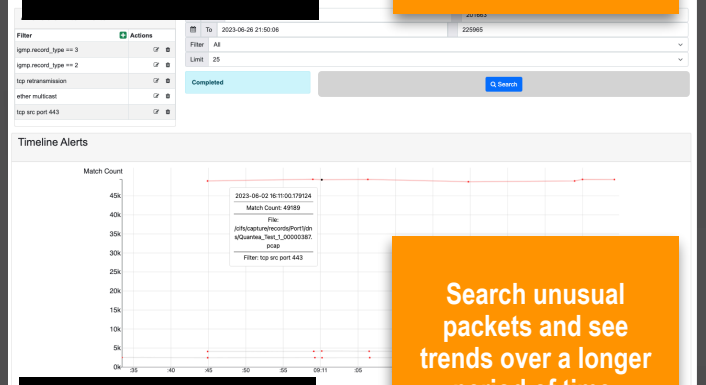 201663
To 2023-06-26 21:50:06
225965
Filter Actions
Filter All
igmp.record_type == 3
Limit 25
igmp.record_type == 2
tcp retransmission
Completed
Search
ether multicast
tcp src port 443
Timeline Alerts
Match Count
45k
40k
35k
30k
25k
20k
15k
10k
5k
0k
2023-06-02 16:11:00.179124
Match Count: 49189
File:
/cifs/capture/records/Port1/dn
s/Quantea_Test_1_00000387.
pcap
Filter: tcp src port 443
:35 :40 :45 :50 :55 09:11 :05
Search unusual
packets and see
trends over a longer
period of time